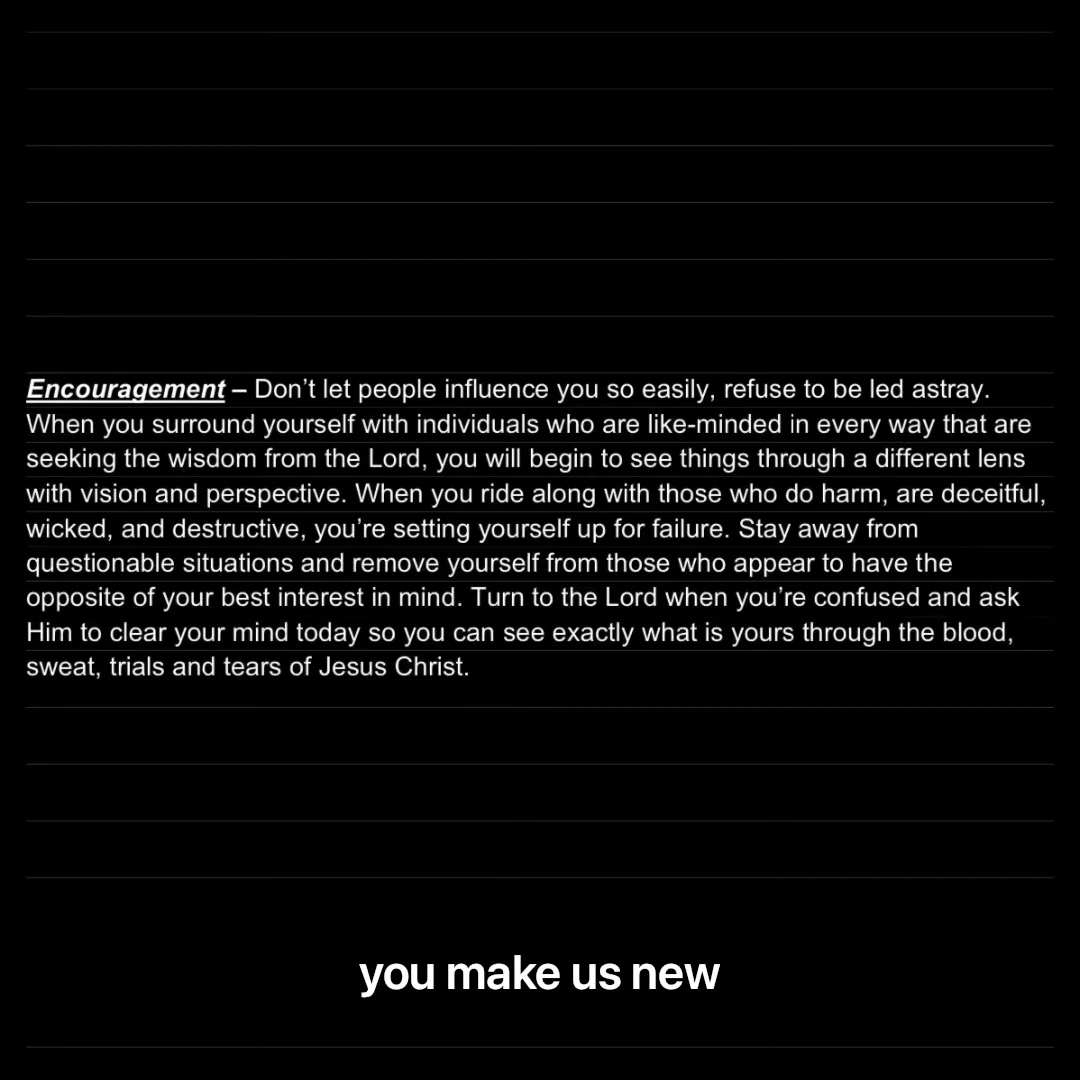 Encouragement – Don’t let people influence you so easily, refuse to be led astray.
When you surround yourself with individuals who are like-minded in every way that are
seeking the wisdom from the Lord, you will begin to see things through a different lens
with vision and perspective. When you ride along with those who do harm, are deceitful,
wicked, and destructive, you’re setting yourself up for failure. Stay away from
questionable situations and remove yourself from those who appear to have the
opposite of your best interest in mind. Turn to the Lord when you’re confused and ask
Him to clear your mind today so you can see exactly what is yours through the blood,
sweat, trials and tears of Jesus Christ.
you make us new